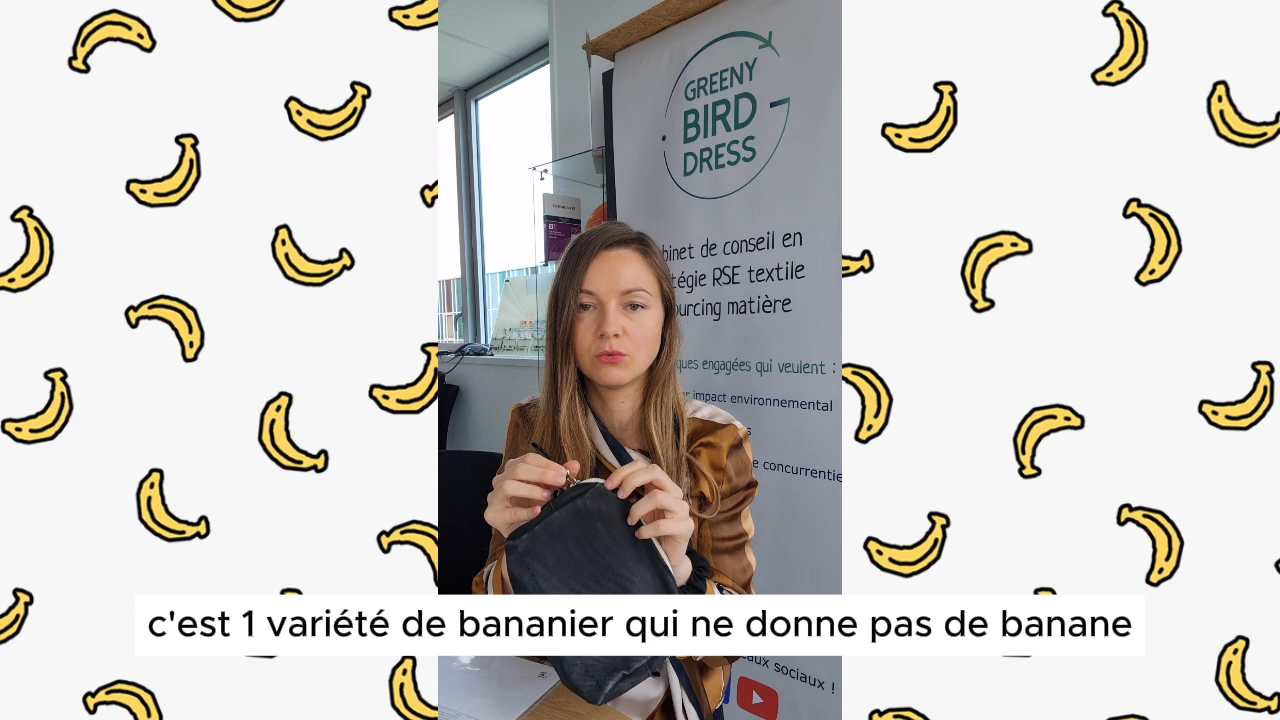 GREENY
BIRD
DRESS
binet de conseil en
tégie RSE textile
ourcing matière
ques engagées qui veulent :
r impact environnemental
s
e concurrentie
c'est 1 variété de bananier qui ne donne pas de banane
eaux sociaux !